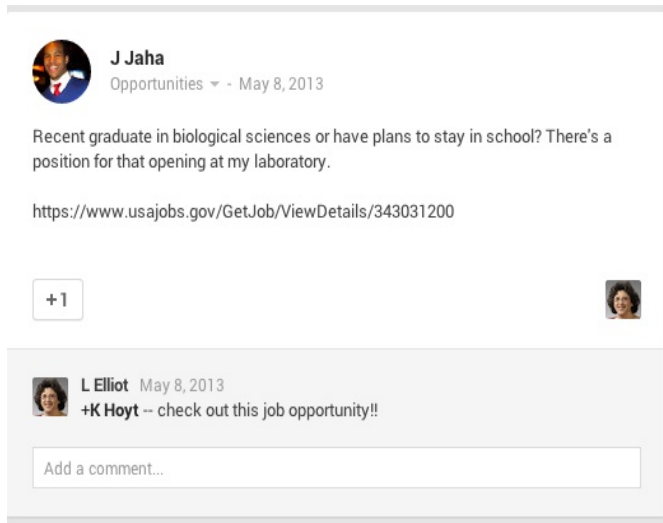 J Jaha
Opportunities - May 8, 2013
Recent graduate in biological sciences or have plans to stay in school? There's a
position for that opening at my laboratory.
https://www.usajobs.gov/GetJob/ViewDetails/343031200
+1
L Elliot May 8, 2013
+K Hoyt -- check out this job opportunity!!
Add a comment...